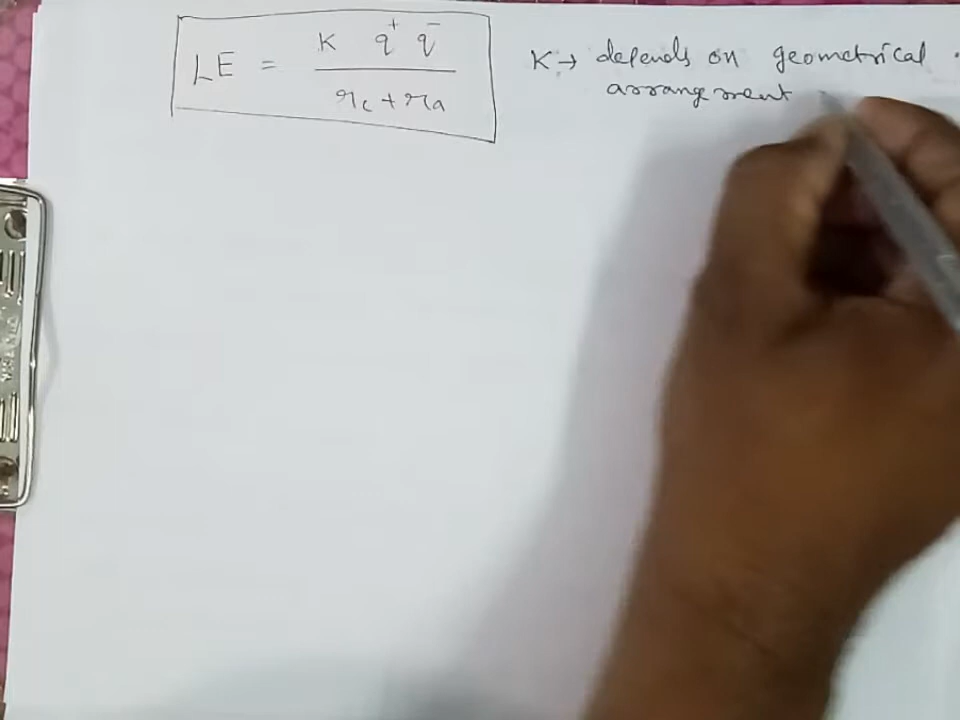 LE = K q⁺ q⁻ / r_c + r_a
K → depends on geometrical
arrangement